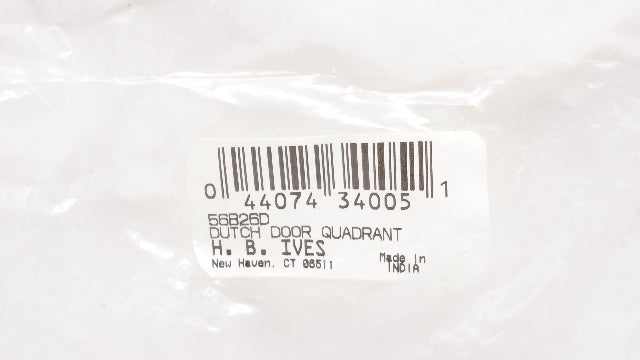 0 44074 34005 1
56B26D
DUTCH DOOR QUADRANT
H. B. IVES
New Haven, CT 06511
Made in
INDIA